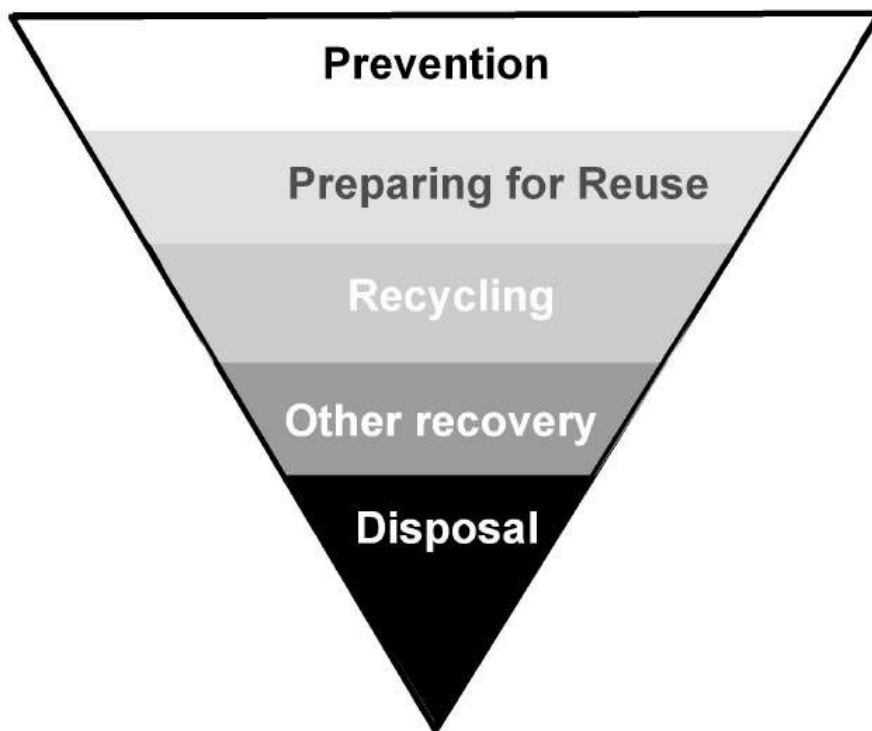 Prevention
Preparing for Reuse
Recycling
Other recovery
Disposal